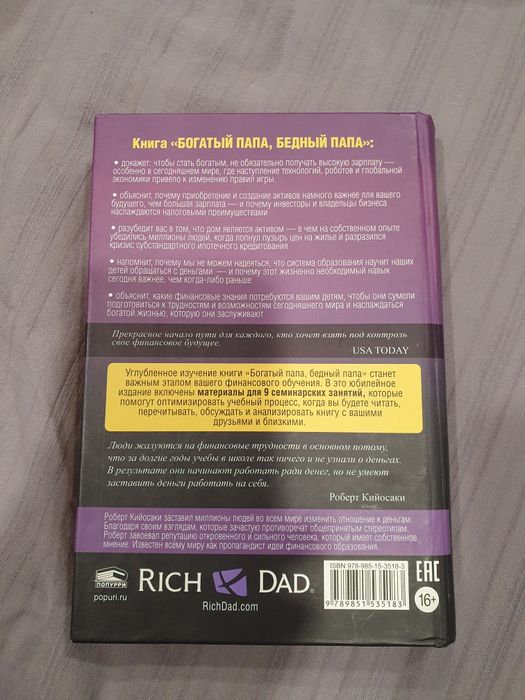 Книга «БОГАТЫЙ ПАПА, БЕДНЫЙ ПАПА»:
• докажет: чтобы стать богатым, не обязательно получать высокую зарплату —
особенно в сегодняшнем мире, где наступление технологий, роботов и глобальной
экономики привело к изменению правил игры.
• объяснит, почему приобретение и создание активов намного важнее для вашего
будущего, чем большая зарплата — и почему инвесторы и владельцы бизнеса
наслаждаются налоговыми преимуществами
• разубедит вас в том, что дом является активом — в чем на собственном опыте
убедились миллионы людей, когда лопнул пузырь цен на жилье и разразился
кризис субстандартного ипотечного кредитования
• напомнит, почему мы не можем надеяться, что система образования научит наших
детей обращаться с деньгами — и почему этот жизненно необходимый навык
сегодня важнее, чем когда-либо раньше
• объяснит, какие финансовые знания потребуются вашим детям, чтобы они сумели
подготовиться к трудностям и возможностям сегодняшнего мира и наслаждаться
богатой жизнью, которую они заслуживают
Прекрасное начало пути для каждого, кто хочет взять под контроль
свое финансовое будущее.
USA TODAY
Углубленное изучение книги «Богатый папа, бедный папа» станет
важным этапом вашего финансового обучения. В это юбилейное
издание включены материалы для 9 семинарских занятий, которые
помогут оптимизировать учебный процесс, когда вы будете читать,
перечитывать, обсуждать и анализировать книгу с вашими
друзьями и близкими.
Люди жалуются на финансовые трудности в основном потому,
что за долгие годы учебы в школе так ничего и не узнали о деньгах.
В результате они начинают работать ради денег, но не умеют
заставить деньги работать на себя.
Роберт Кийосаки
Роберт Кийосаки заставил миллионы людей во всем мире изменить отношение к деньгам.
Благодаря своим взглядам, которые зачастую противоречат общепринятым стереотипам,
Роберт завоевал репутацию откровенного и сильного человека, который имеет собственное
мнение. Известен всему миру как пропагандист идеи финансового образования.
ПОПУРРИ
popuri.ru
RICH DAD®
RichDad.com
ISBN 978-985-15-3518-3
9 789851 535183
EAC
16+